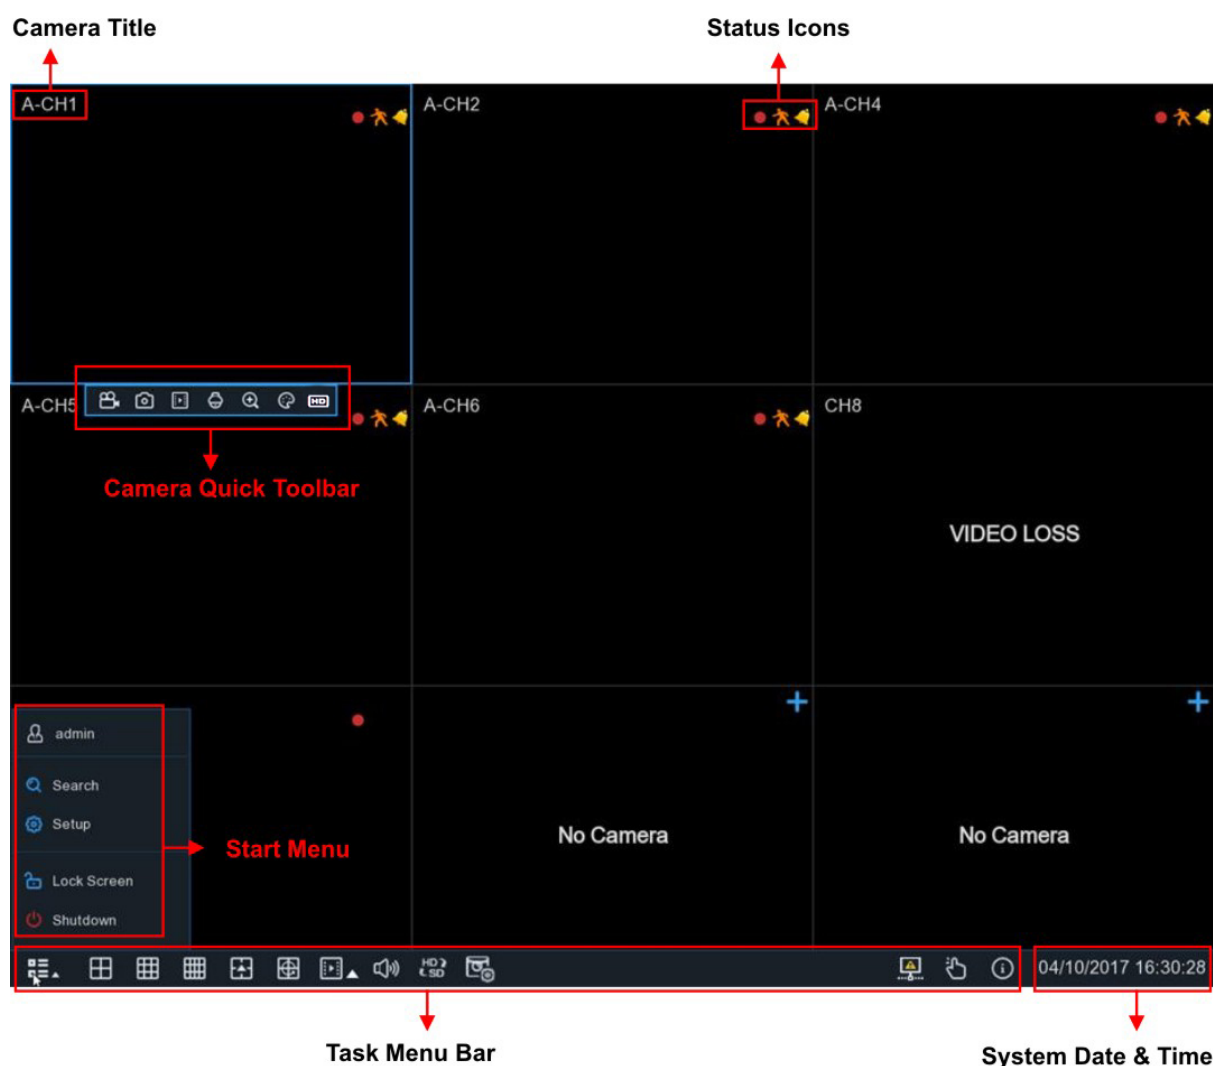 Camera Title
Status Icons
A-CH1
A-CH2
A-CH4
A-CH5
HD
A-CH6
CH8
Camera Quick Toolbar
VIDEO LOSS
admin
Search
Setup
Start Menu
No Camera
No Camera
Lock Screen
Shutdown
HD
SD
04/10/2017 16:30:28
Task Menu Bar
System Date & Time